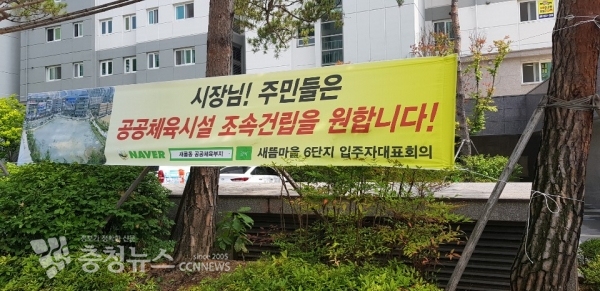 시장님! 주민들은
공공체육시설 조속건립을 원합니다!
NAVER 새롬동 공공체육부지 새뜸마을 6단지 입주자대표회의
충청뉴스 since 2005
CCNNEWS